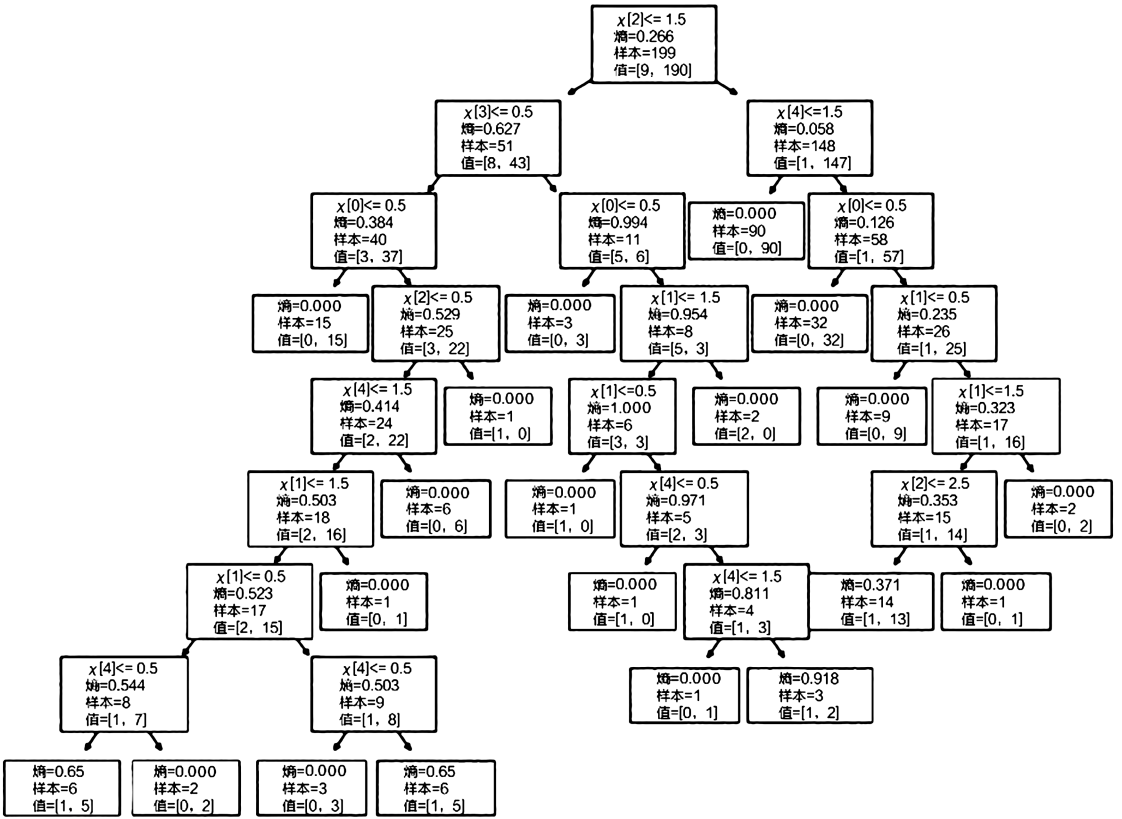 χ[2]<= 1.5
熵=0.266
样本=199
值=[9, 190]
χ[3]<= 0.5
熵=0.627
样本=51
值=[8, 43]
χ[4]<=1.5
熵=0.058
样本=148
值=[1, 147]
χ[0]<= 0.5
熵=0.384
样本=40
值=[3, 37]
χ[0]<= 0.5
熵=0.994
样本=11
值=[5, 6]
熵=0.000
样本=90
值=[0, 90]
χ[0]<= 0.5
熵=0.126
样本=58
值=[1, 57]
熵=0.000
样本=15
值=[0, 15]
χ[2]<= 0.5
熵=0.529
样本=25
值=[3, 22]
熵=0.000
样本=3
值=[0, 3]
χ[1]<= 1.5
熵=0.954
样本=8
值=[5, 3]
熵=0.000
样本=32
值=[0, 32]
χ[1]<= 0.5
熵=0.235
样本=26
值=[1, 25]
χ[4]<= 1.5
熵=0.414
样本=24
值=[2, 22]
熵=0.000
样本=1
值=[1, 0]
χ[1]<=0.5
熵=1.000
样本=6
值=[3, 3]
熵=0.000
样本=2
值=[2, 0]
熵=0.000
样本=9
值=[0, 9]
χ[1]<=1.5
熵=0.323
样本=17
值=[1, 16]
χ[1]<= 1.5
熵=0.503
样本=18
值=[2, 16]
熵=0.000
样本=6
值=[0, 6]
熵=0.000
样本=1
值=[1, 0]
χ[4]<= 0.5
熵=0.971
样本=5
值=[2, 3]
χ[2]<= 2.5
熵=0.353
样本=15
值=[1, 14]
熵=0.000
样本=2
值=[0, 2]
χ[1]<= 0.5
熵=0.523
样本=17
值=[2, 15]
熵=0.000
样本=1
值=[0, 1]
熵=0.000
样本=1
值=[1, 0]
χ[4]<= 1.5
熵=0.811
样本=4
值=[1, 3]
熵=0.371
样本=14
值=[1, 13]
熵=0.000
样本=1
值=[0, 1]
χ[4]<= 0.5
熵=0.544
样本=8
值=[1, 7]
χ[4]<= 0.5
熵=0.503
样本=9
值=[1, 8]
熵=0.000
样本=1
值=[0, 1]
熵=0.918
样本=3
值=[1, 2]
熵=0.65
样本=6
值=[1, 5]
熵=0.000
样本=2
值=[0, 2]
熵=0.000
样本=3
值=[0, 3]
熵=0.65
样本=6
值=[1, 5]